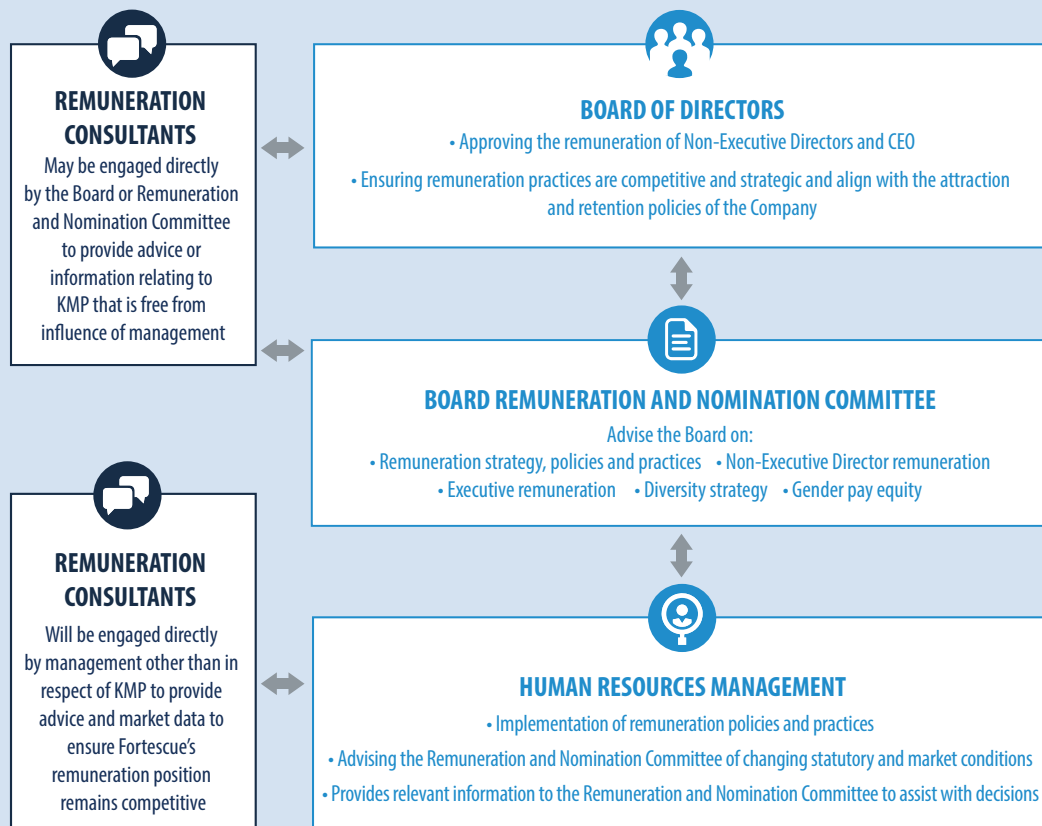 REMUNERATION
CONSULTANTS
May be engaged directly
by the Board or Remuneration
and Nomination Committee
to provide advice or
information relating to
KMP that is free from
influence of management
BOARD OF DIRECTORS
• Approving the remuneration of Non-Executive Directors and CEO
• Ensuring remuneration practices are competitive and strategic and align with the attraction
and retention policies of the Company
BOARD REMUNERATION AND NOMINATION COMMITTEE
Advise the Board on:
• Remuneration strategy, policies and practices • Non-Executive Director remuneration
• Executive remuneration • Diversity strategy • Gender pay equity
REMUNERATION
CONSULTANTS
Will be engaged directly
by management other than in
respect of KMP to provide
advice and market data to
ensure Fortescue's
remuneration position
remains competitive
HUMAN RESOURCES MANAGEMENT
• Implementation of remuneration policies and practices
• Advising the Remuneration and Nomination Committee of changing statutory and market conditions
• Provides relevant information to the Remuneration and Nomination Committee to assist with decisions